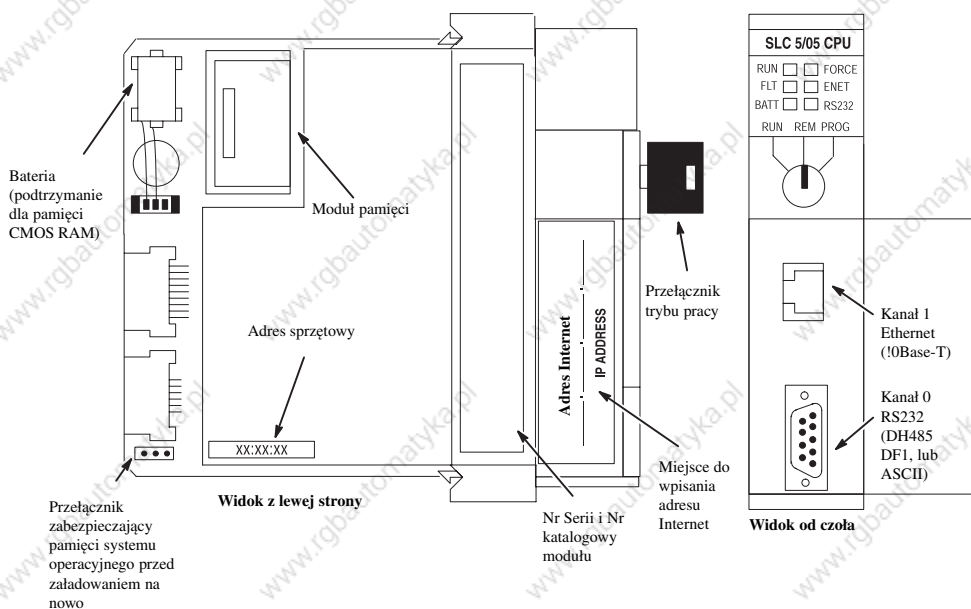 SLC 5/05 CPU
RUN FORCE
FLT ENET
BATT RS232
RUN REM PROG
Bateria
(podtrzymanie
dla pamięci
CMOS RAM)
Moduł pamięci
Adres sprzętowy
XX:XX:XX
Widok z lewej strony
Przełącznik
zabezpieczający
pamięci systemu
operacyjnego przed
załadowaniem na
nowo
Adres Internet
IP ADDRESS
Przełącznik
trybu pracy
Nr Serii i Nr
katalogowy
modułu
Miejsce do
wpisania
adresu
Internet
Kanał 1
Ethernet
(!0Base-T)
Kanał 0
RS232
(DH485
DF1, lub
ASCII)
Widok od czoła
www.rgbautomatyka.pl